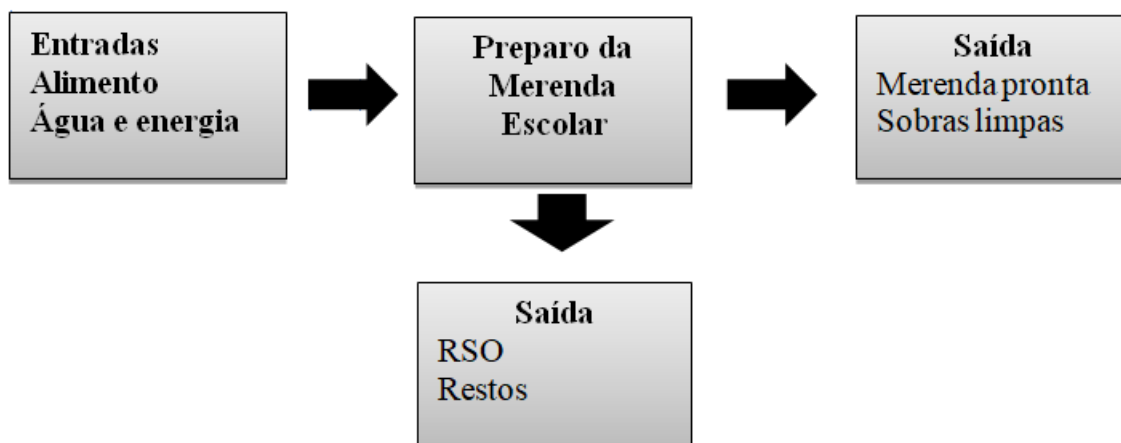 Entradas
Alimento
Água e energia
Preparo da
Merenda
Escolar
Saída
Merenda pronta
Sobras limpas
Saída
RSO
Restos